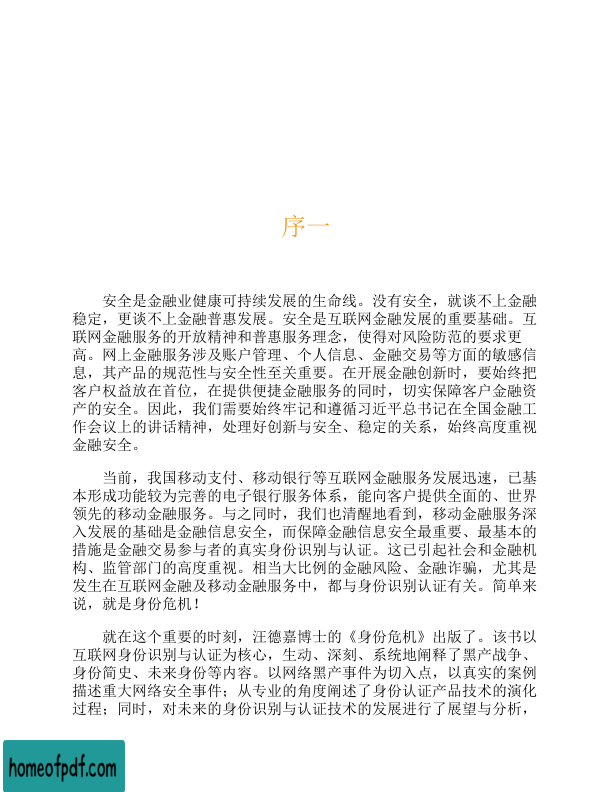 序一
安全是金融业健康可持续发展的生命线。没有安全，就谈不上金融
稳定，更谈不上金融普惠发展。安全是互联网金融发展的重要基础。互
联网金融服务的开放精神和普惠服务理念，使得对风险防范的要求更
高。网上金融服务涉及账户管理、个人信息、金融交易等方面的敏感信
息，其产品的规范性与安全性至关重要。在开展金融创新时，要始终把
客户权益放在首位，在提供便捷金融服务的同时，切实保障客户金融资
产的安全。因此，我们需要始终牢记和遵循习近平总书记在全国金融工
作会议上的讲话精神，处理好创新与安全、稳定的关系，始终高度重视
金融安全。
当前，我国移动支付、移动银行等互联网金融服务发展迅速，已基
本形成功能较为完善的电子银行服务体系，能向客户提供全面的、世界
领先的移动金融服务。与之同时，我们也清醒地看到，移动金融服务深
入发展的基础是金融信息安全，而保障金融信息安全最重要、最基本的
措施是金融交易参与者的真实身份识别与认证。这已引起社会和金融机
构、监管部门的高度重视。相当大比例的金融风险、金融诈骗，尤其是
发生在互联网金融及移动金融服务中，都与身份识别认证有关。简单来
说，就是身份危机！
就在这个重要的时刻，汪德嘉博士的《身份危机》出版了。该书以
互联网身份识别与认证为核心，生动、深刻、系统地阐释了黑产战争、
身份简史、未来身份等内容。以网络黑产事件为切入点，以真实的案例
描述重大网络安全事件；从专业的角度阐述了身份认证产品技术的演化
过程；同时，对未来的身份识别与认证技术的发展进行了展望与分析，
homeofpdf.com